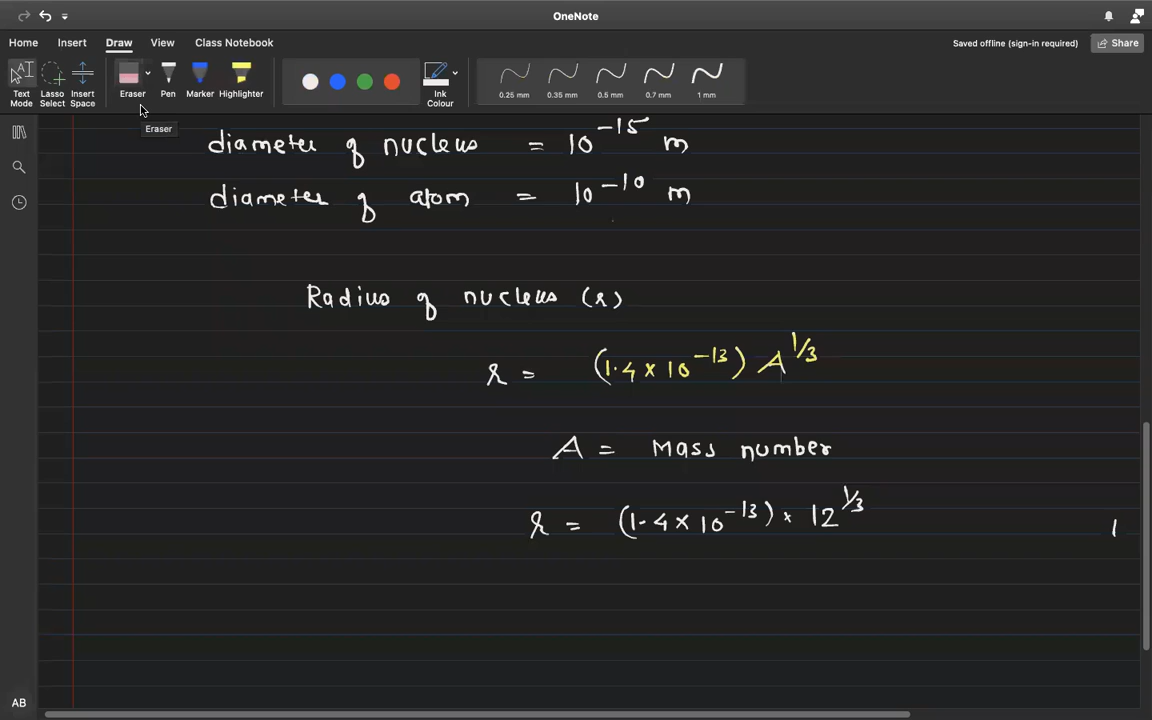 OneNote
Home Insert Draw View Class Notebook Saved offline (sign-in required) Share
Text Mode Lasso Select Insert Space Eraser Pen Marker Highlighter Ink Colour 0.25 mm 0.35 mm 0.5 mm 0.7 mm 1 mm
Eraser
diameter of nucleus = 10⁻¹⁵ m
diameter of atom = 10⁻¹⁰ m
Radius of nucleus (r)
r = (1.4 × 10⁻¹³) A^1/3
A = Mass number
r = (1.4 × 10⁻¹³) × 12^1/3 1
AB